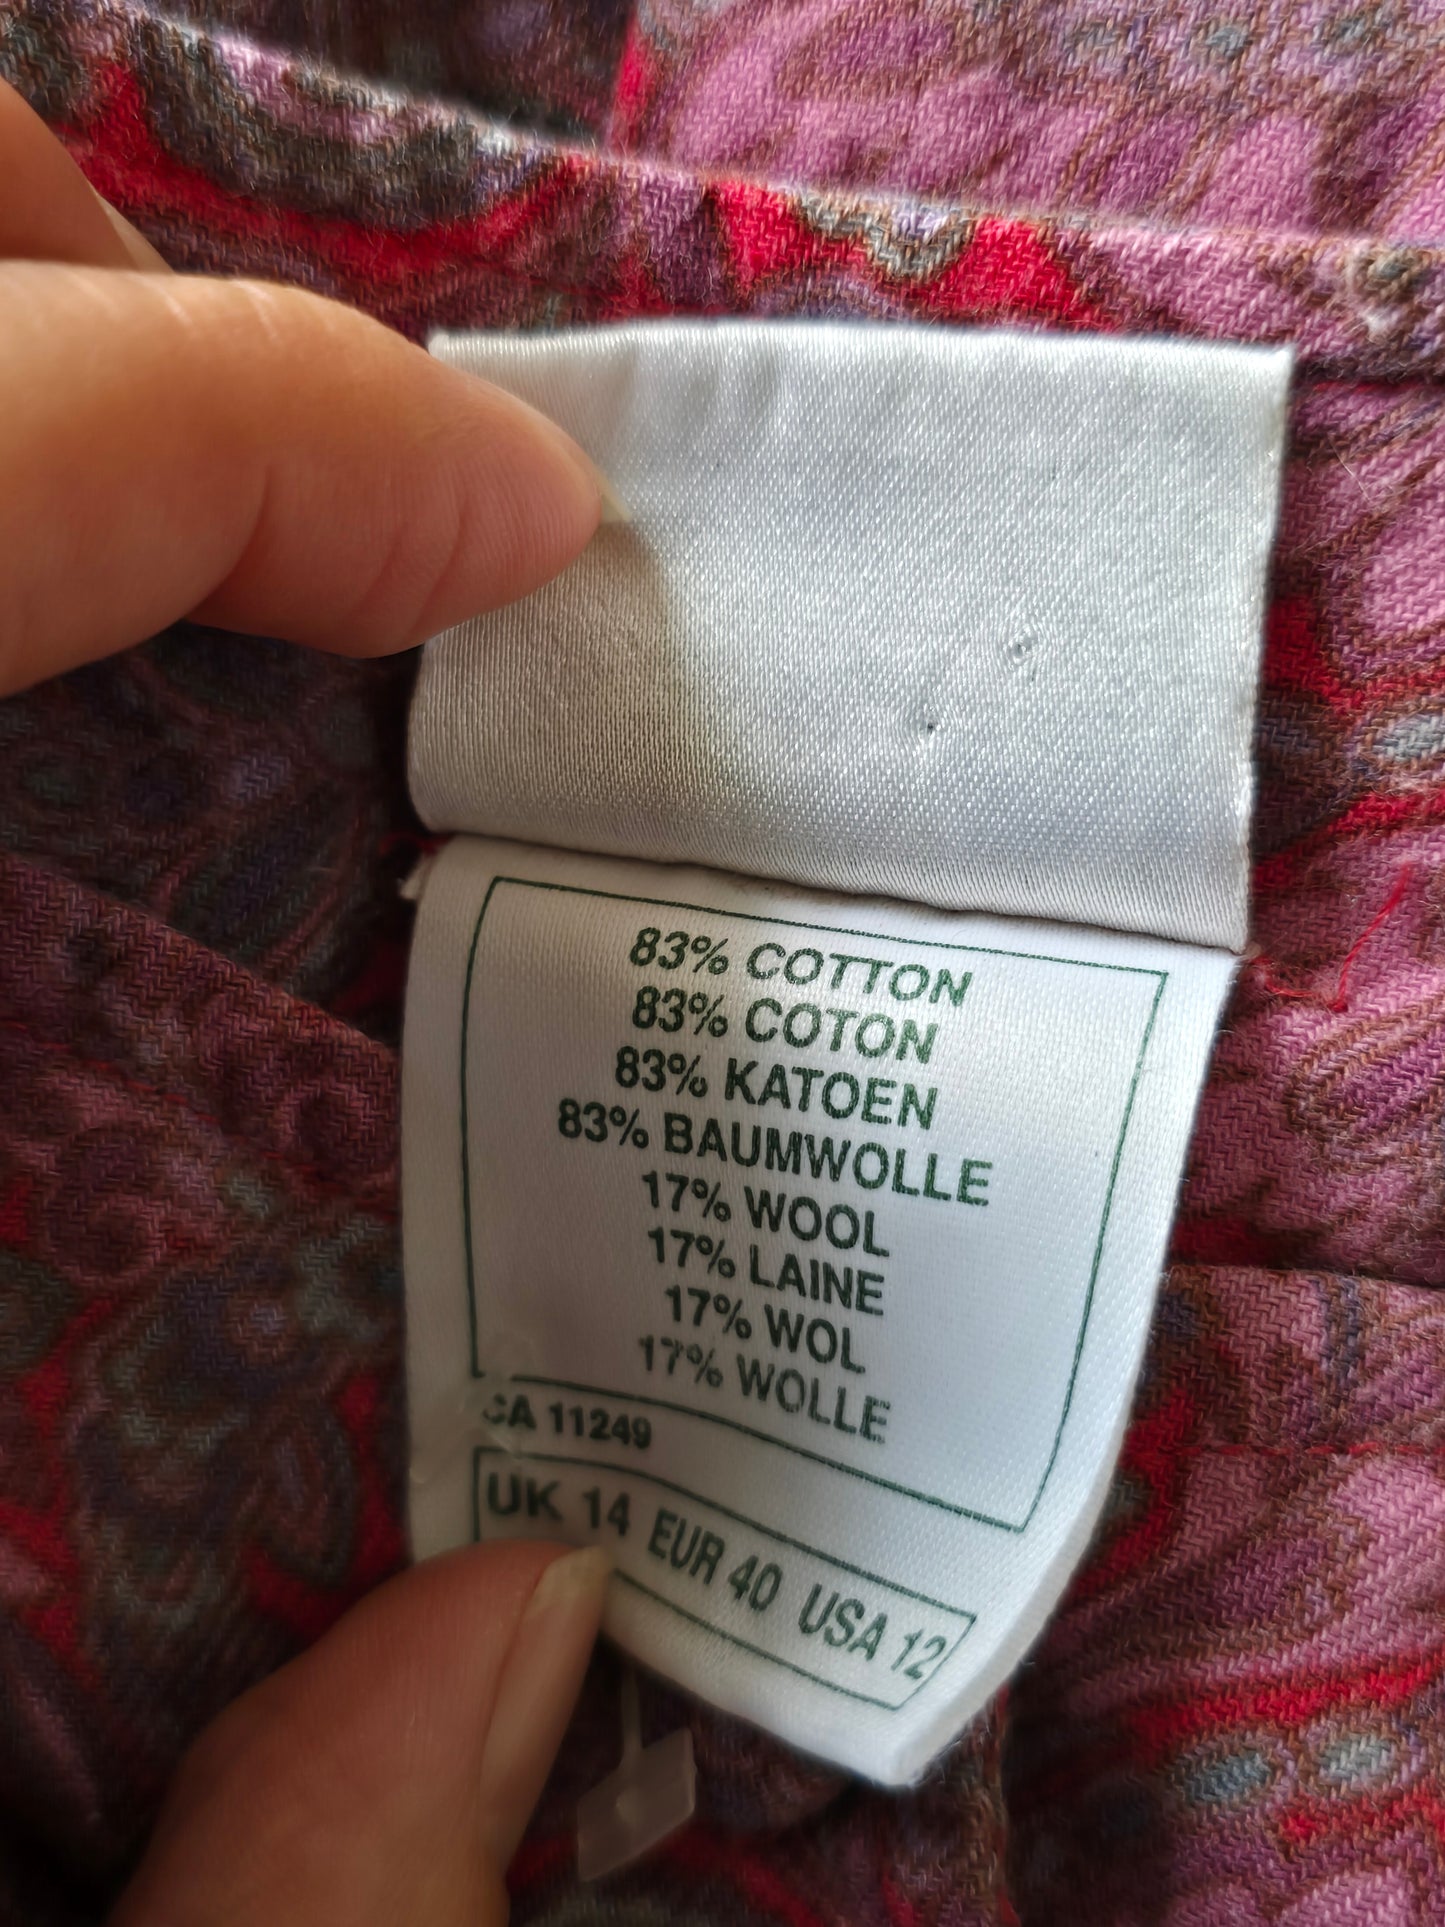 83% COTTON
83% COTON
83% KATOEN
83% BAUMWOLLE
17% WOOL
17% LAINE
17% WOL
17% WOLLE
CA 11249
UK 14 EUR 40 USA 12